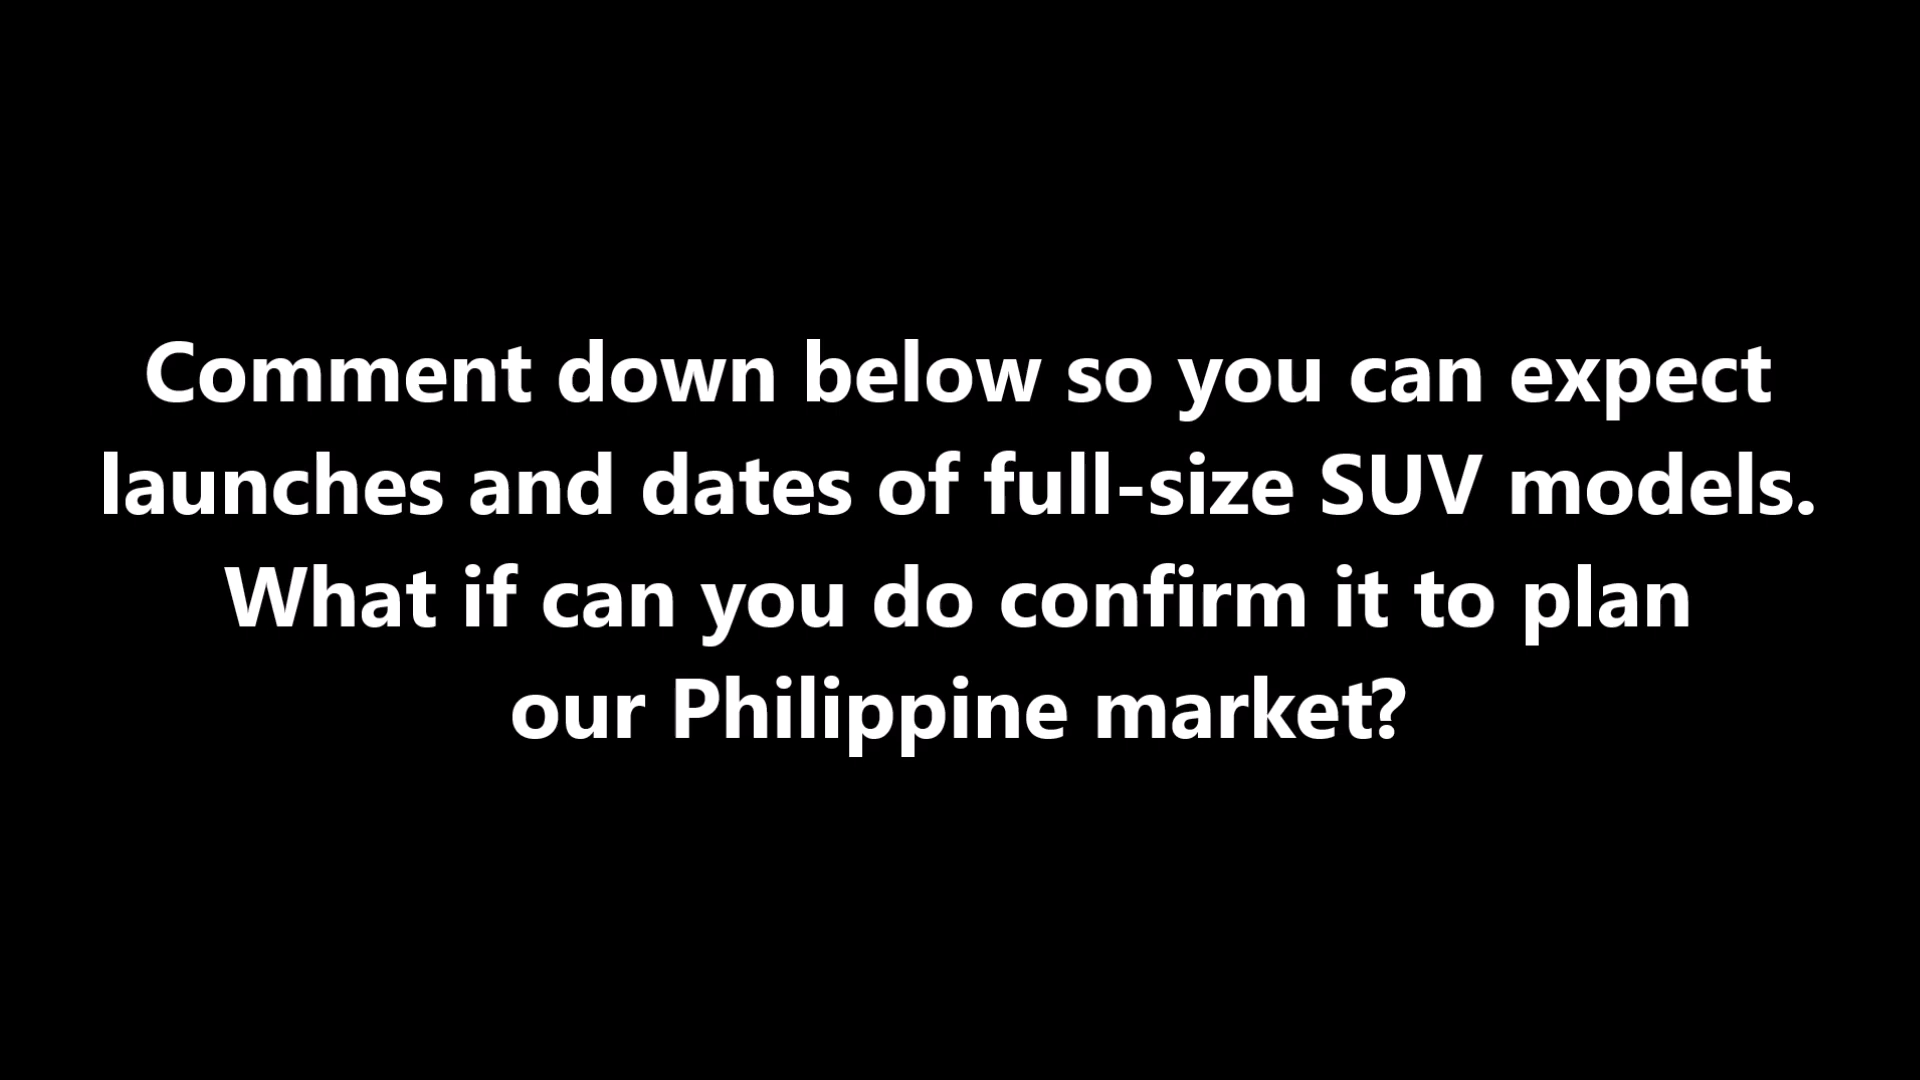 Comment down below so you can expect
launches and dates of full-size SUV models.
What if can you do confirm it to plan
our Philippine market?